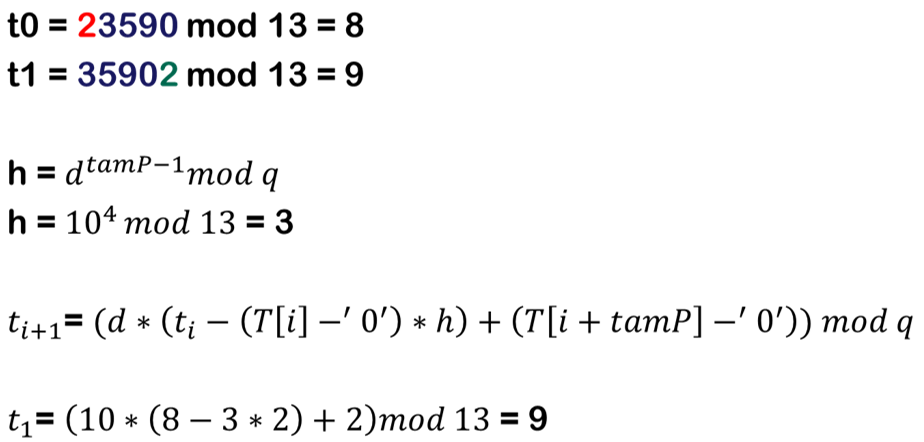 t0 = 23590 mod 13 = 8
t1 = 35902 mod 13 = 9
h = d^{tamP−1} mod q
h = 10^4 mod 13 = 3
t_{i+1}= (d ∗ (t_i − (T[i] −′ 0′) ∗ h) + (T[i + tamP] −′ 0′)) mod q
t_1= (10 ∗ (8 − 3 ∗ 2) + 2)mod 13 = 9